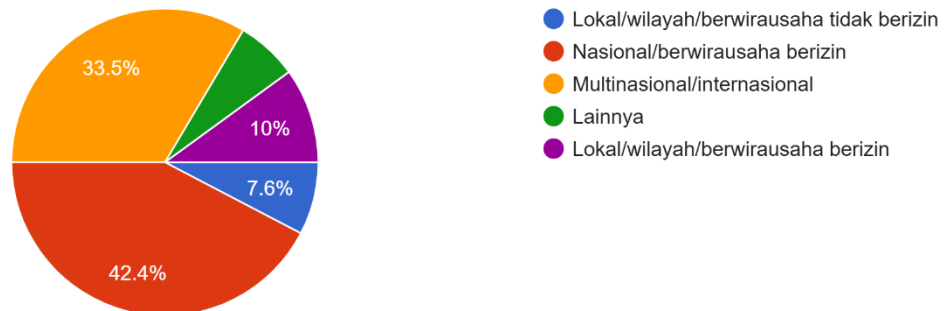 33.5%
10%
7.6%
42.4%
Lokal/wilayah/berwirausaha tidak berizin
Nasional/berwirausaha berizin
Multinasional/internasional
Lainnya
Lokal/wilayah/berwirausaha berizin